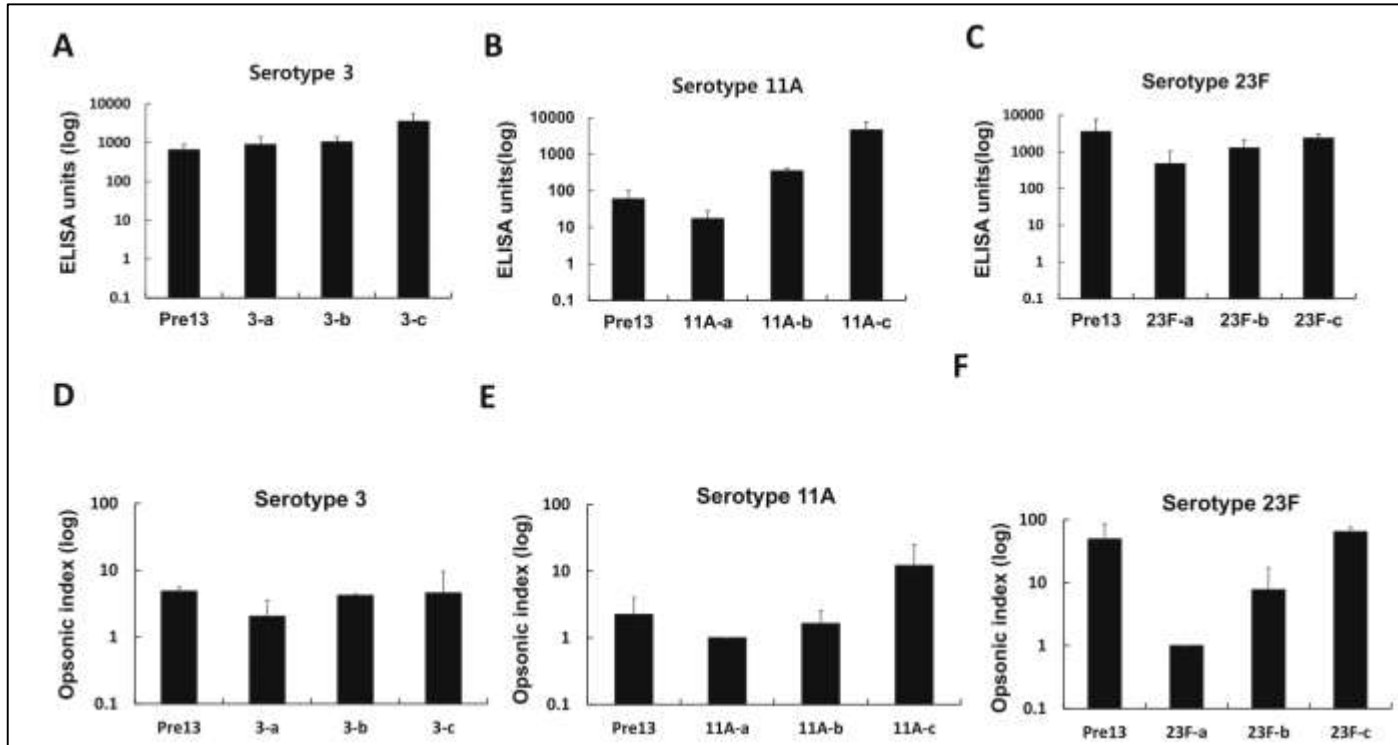 A
Serotype 3
ELISA units (log)
10000
1000
100
10
1
0.1
Pre13 3-a 3-b 3-c
B
Serotype 11A
ELISA units(log)
10000
1000
100
10
1
0.1
Pre13 11A-a 11A-b 11A-c
C
Serotype 23F
ELISA units(log)
10000
1000
100
10
1
0.1
Pre13 23F-a 23F-b 23F-c
D
Serotype 3
Opsonic index (log)
100
10
1
0.1
Pre13 3-a 3-b 3-c
E
Serotype 11A
Opsonic index (log)
100
10
1
0.1
Pre13 11A-a 11A-b 11A-c
F
Serotype 23F
Opsonic index (log)
100
10
1
0.1
Pre13 23F-a 23F-b 23F-c